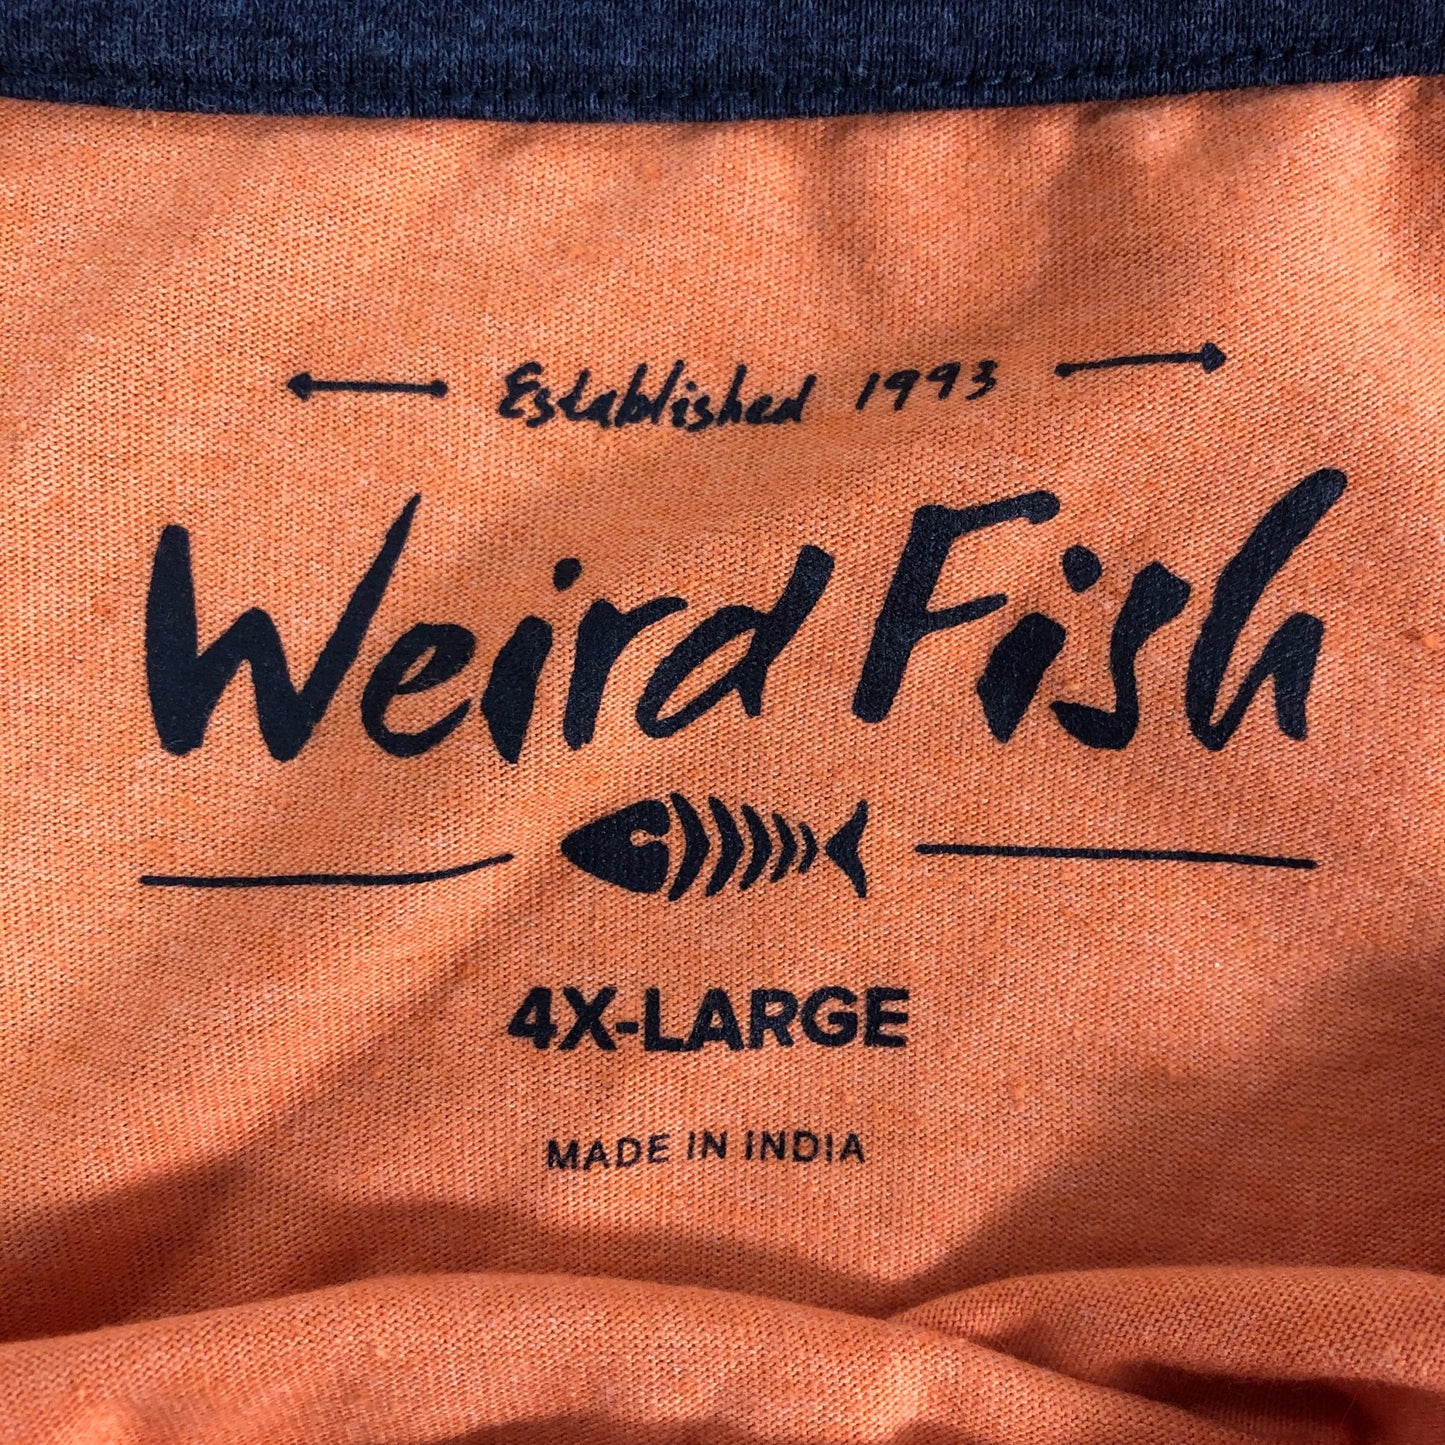 Established 1993
Weird Fish
4X-LARGE
MADE IN INDIA